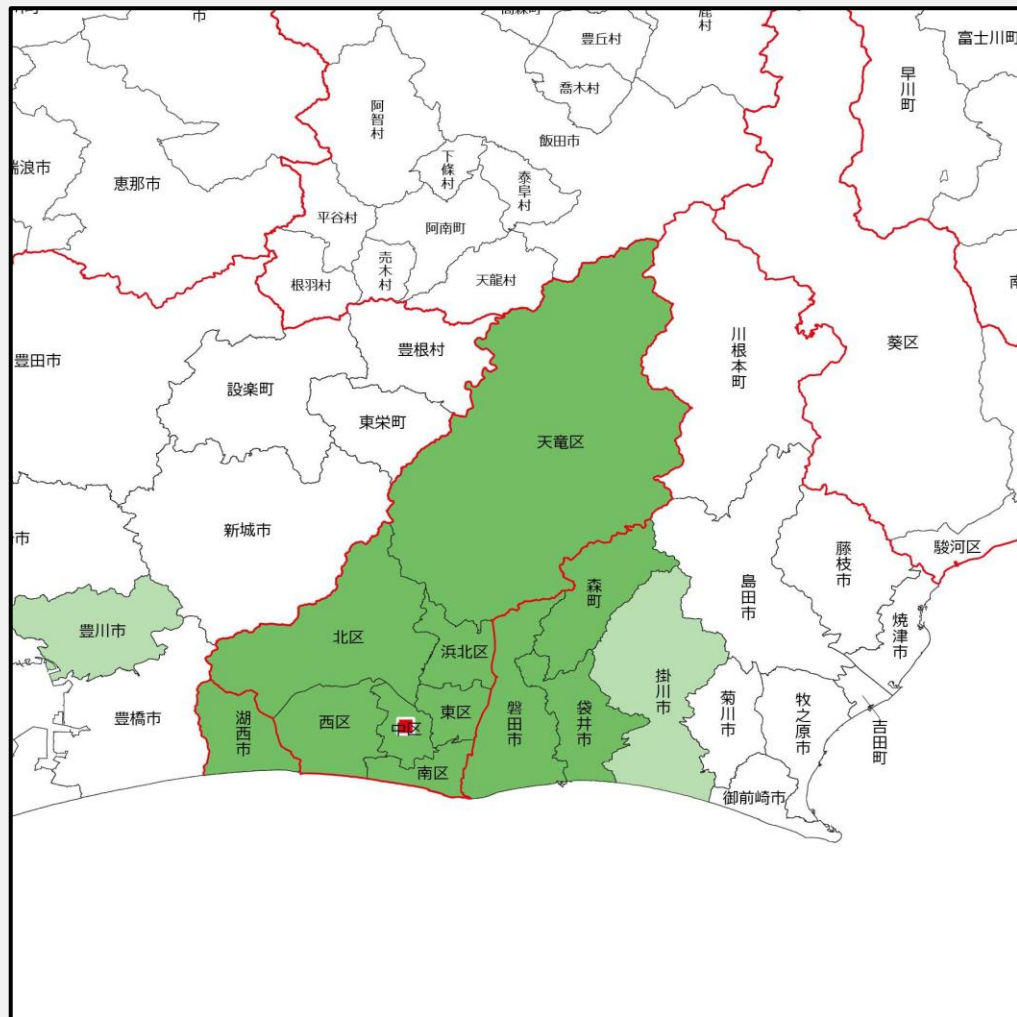 市
豊丘村
富士川町
早川町
喬木村
阿智村
飯田市
下條村
泰阜村
恵那市
平谷村
阿南町
売木村
根羽村
天龍村
豊根村
川根本町
葵区
豊田市
設楽町
東栄町
天竜区
新城市
市
駿河区
藤枝市
島田市
森町
焼津市
豊川市
北区
浜北区
掛川市
菊川市
牧之原市
吉田町
豊橋市
湖西市
西区
中区
東区
磐田市
袋井市
南区
御前崎市